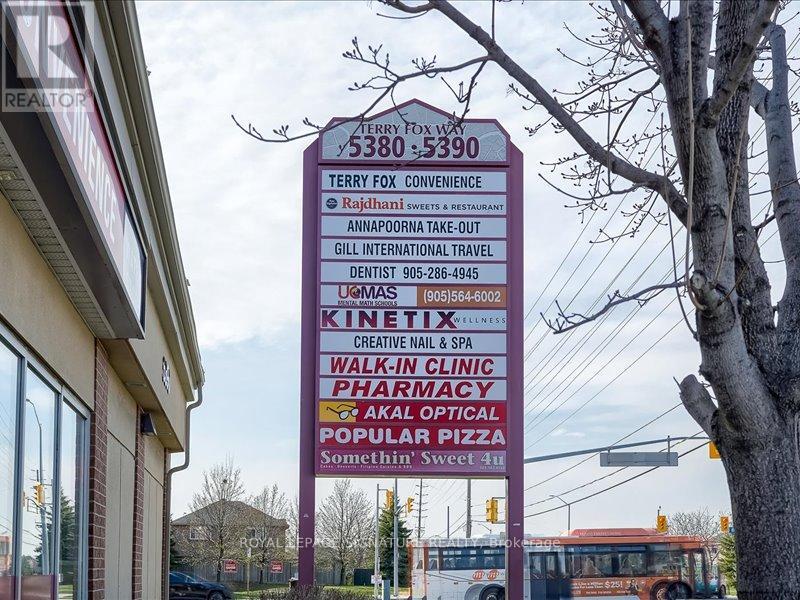 REALTOR
TERRY FOX WAY
5380 • 5390
TERRY FOX CONVENIENCE
Rajdhani SWEETS & RESTAURANT
ANNAPOORNA TAKE-OUT
GILL INTERNATIONAL TRAVEL
DENTIST 905-286-4945
UCMAS (905)564-6002
MENTAL MATH SCHOOLS
KINETIX WELLNESS
CREATIVE NAIL & SPA
WALK-IN CLINIC
PHARMACY
AKAL OPTICAL
POPULAR PIZZA
Somethin' Sweet 4u
ROYAL LEPAGE SIGNATURE REALTY, Brokerage
$251